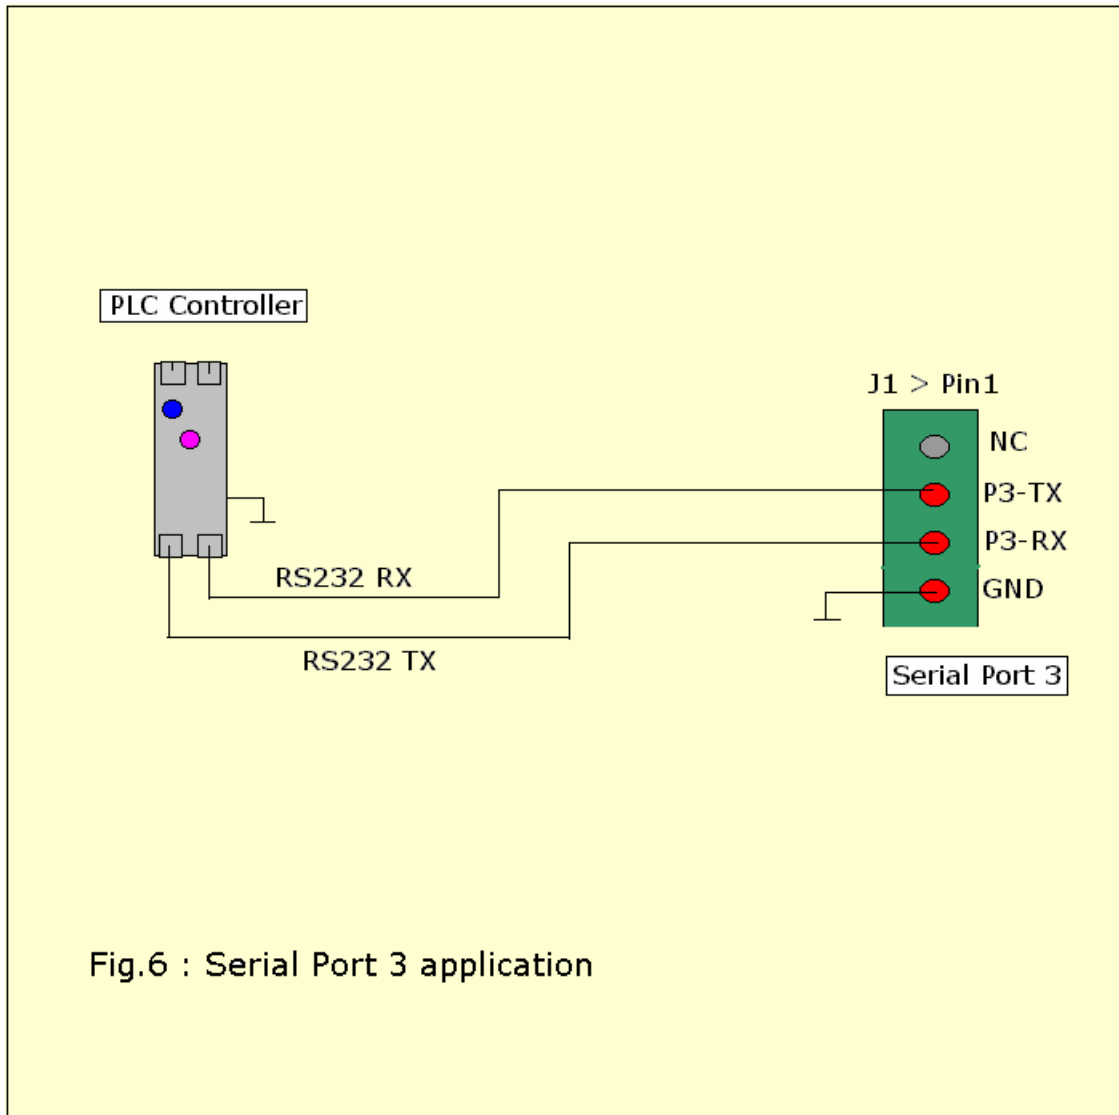 PLC Controller
J1 > Pin1
NC
P3-TX
P3-RX
GND
RS232 RX
RS232 TX
Serial Port 3
Fig.6 : Serial Port 3 application